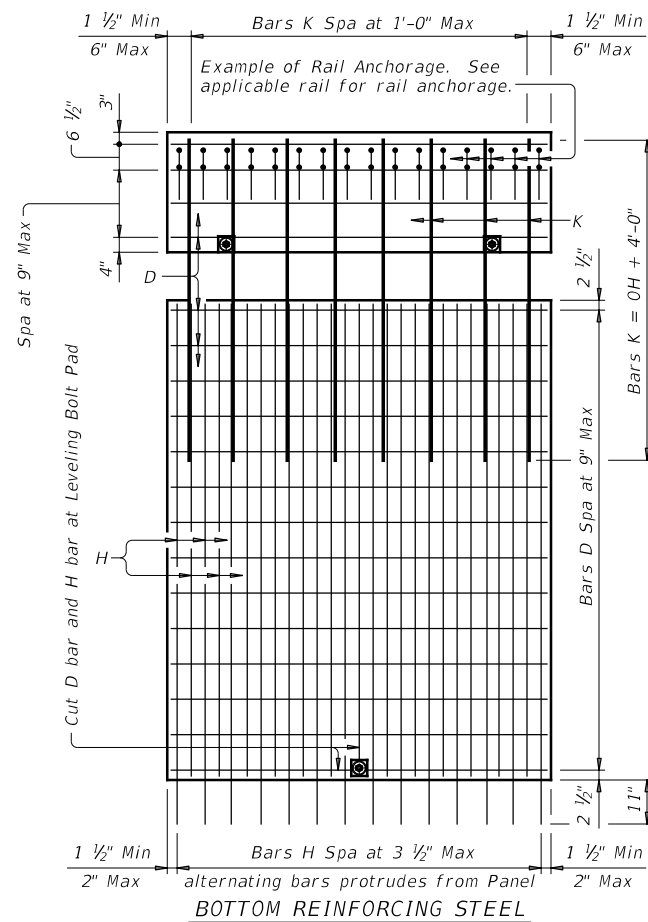 1 ½" Min
6" Max
Bars K Spa at 1'-0" Max
1 ½" Min
6" Max
Example of Rail Anchorage. See
applicable rail for rail anchorage.
3"
6 ½"
Spa at 9" Max
4"
K
D
2 ½"
Bars K = OH + 4'-0"
Cut D bar and H bar at Leveling Bolt Pad
H
Bars D Spa at 9" Max
2 ½"
11"
1 ½" Min
2" Max
Bars H Spa at 3 ½" Max
alternating bars protrudes from Panel
1 ½" Min
2" Max
BOTTOM REINFORCING STEEL